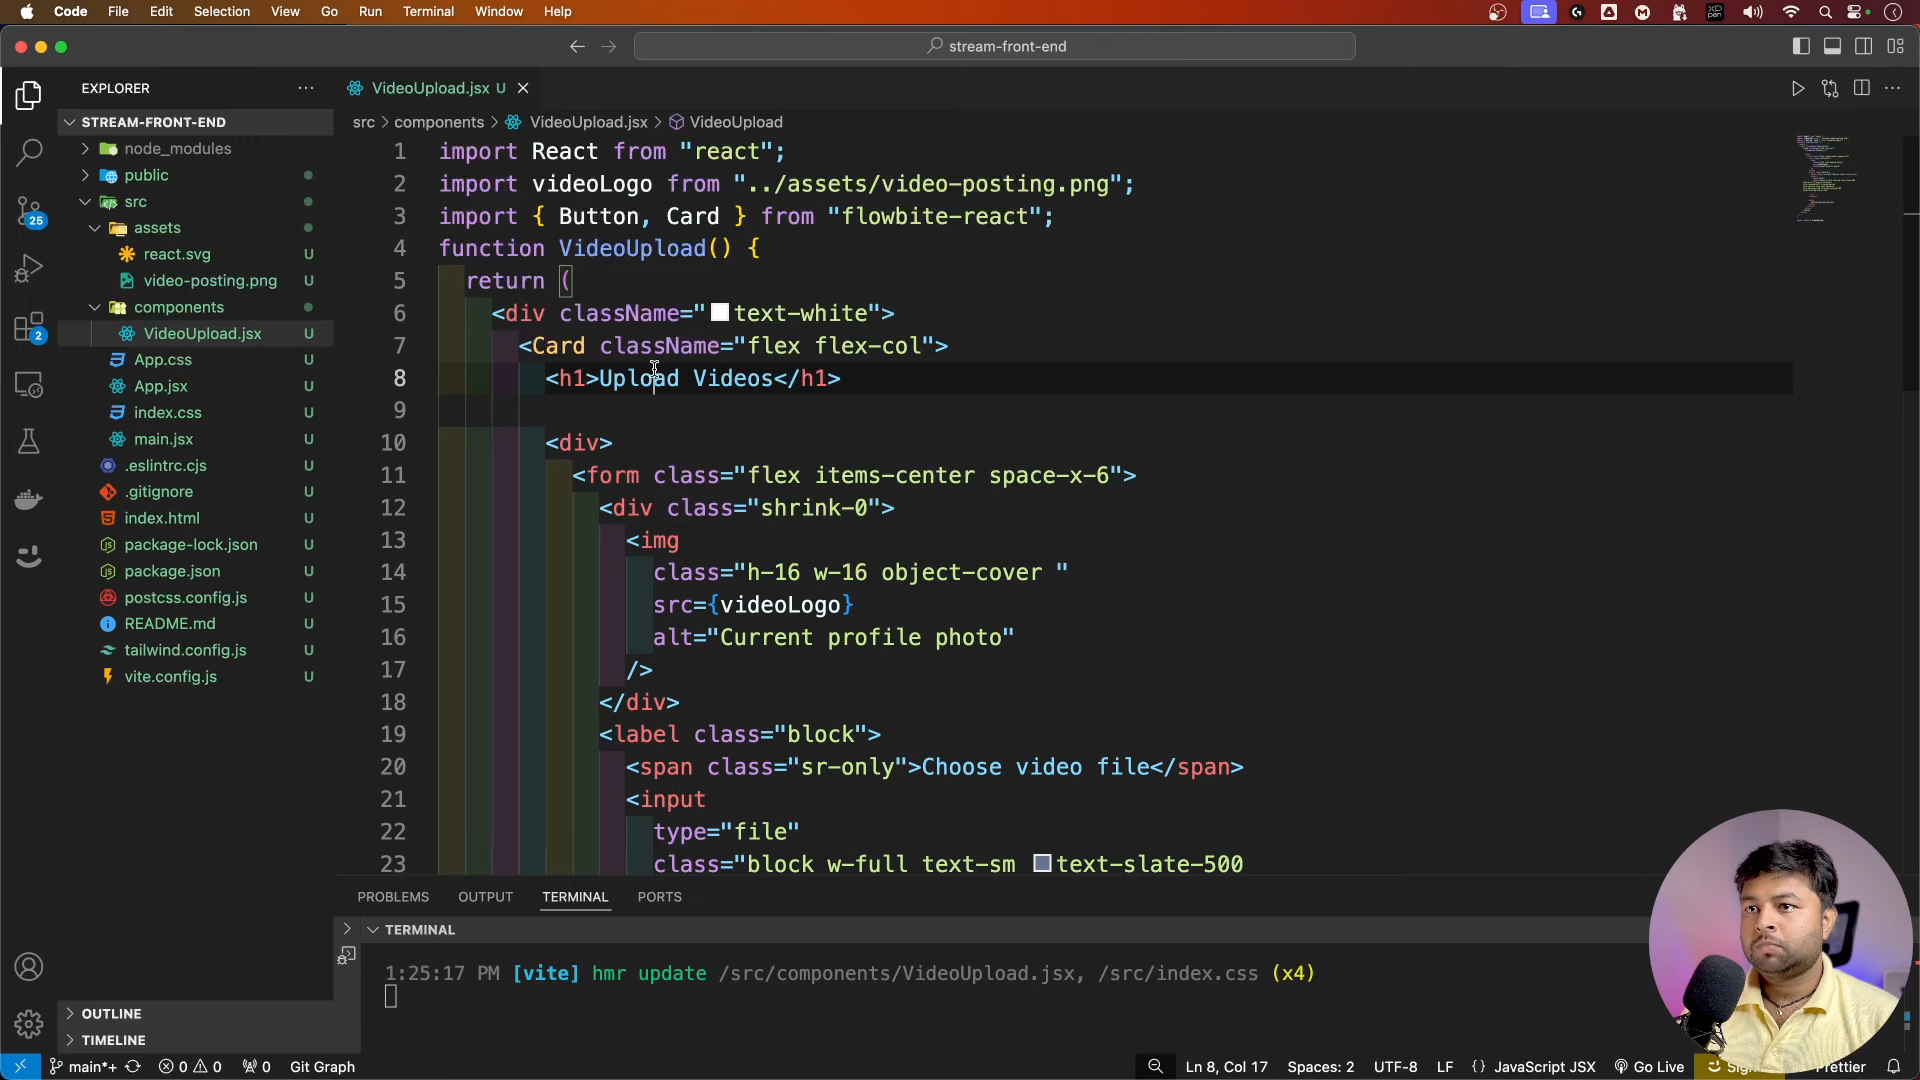 Code File Edit Selection View Go Run Terminal Window Help
stream-front-end
EXPLORER
VideoUpload.jsx U
STREAM-FRONT-END
src > components > VideoUpload.jsx > VideoUpload
node_modules
public
src
assets
react.svg U
video-posting.png U
components
VideoUpload.jsx U
App.css U
App.jsx U
index.css U
main.jsx U
.eslintrc.cjs U
.gitignore U
index.html U
package-lock.json U
package.json U
postcss.config.js U
README.md U
tailwind.config.js U
vite.config.js U
25
2
OUTLINE
TIMELINE
1 import React from "react";
2 import videoLogo from "../assets/video-posting.png";
3 import { Button, Card } from "flowbite-react";
4 function VideoUpload() {
5 return (
6 <div className="text-white">
7 <Card className="flex flex-col">
8 <h1>Upload Videos</h1>
9
10 <div>
11 <form class="flex items-center space-x-6">
12 <div class="shrink-0">
13 <img
14 class="h-16 w-16 object-cover "
15 src={videoLogo}
16 alt="Current profile photo"
17 />
18 </div>
19 <label class="block">
20 <span class="sr-only">Choose video file</span>
21 <input
22 type="file"
23 class="block w-full text-sm text-slate-500
PROBLEMS OUTPUT TERMINAL PORTS
TERMINAL
1:25:17 PM [vite] hmr update /src/components/VideoUpload.jsx, /src/index.css (x4)
main*+ 0 0 0 Git Graph Ln 8, Col 17 Spaces: 2 UTF-8 LF {} JavaScript JSX Go Live Prettier